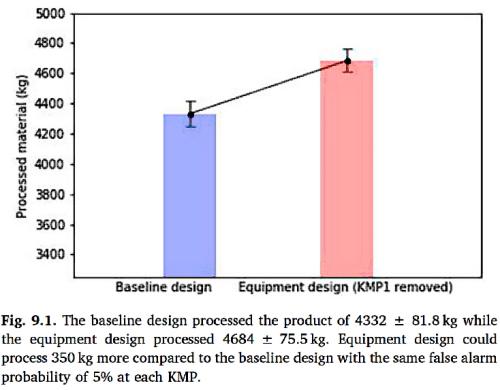 5000
4800
4600
4400
4200
4000
3800
3600
3400
Processed material (kg)
Baseline design
Equipment design (KMP1 removed)
Fig. 9.1. The baseline design processed the product of 4332 ± 81.8 kg while
the equipment design processed 4684 ± 75.5 kg. Equipment design could
process 350 kg more compared to the baseline design with the same false alarm
probability of 5% at each KMP.